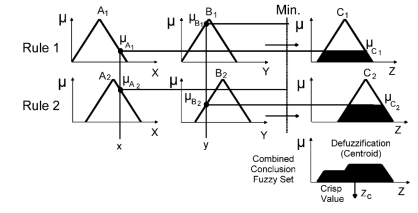 Min.
μ A₁ μ B₁ μ C₁
Rule 1 μA₁ μB₁ μC₁
X Y Z
μ A₂ μ B₂ μ C₂
Rule 2 μA₂ μB₂ μC₂
X Y Z
x y
μ Defuzzification
(Centroid)
Combined
Conclusion
Fuzzy Set
Z
Crisp
Value
Zc